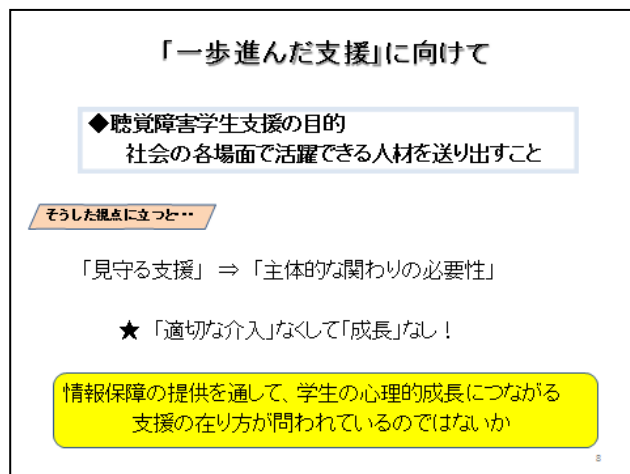 「一歩進んだ支援」に向けて
◆聴覚障害学生支援の目的
社会の各場面で活躍できる人材を送り出すこと
そうした視点に立つと・・・
「見守る支援」 ⇒ 「主体的な関わりの必要性」
★ 「適切な介入」なくして「成長」なし！
情報保障の提供を通して、学生の心理的成長につながる
支援の在り方が問われているのではないか
8